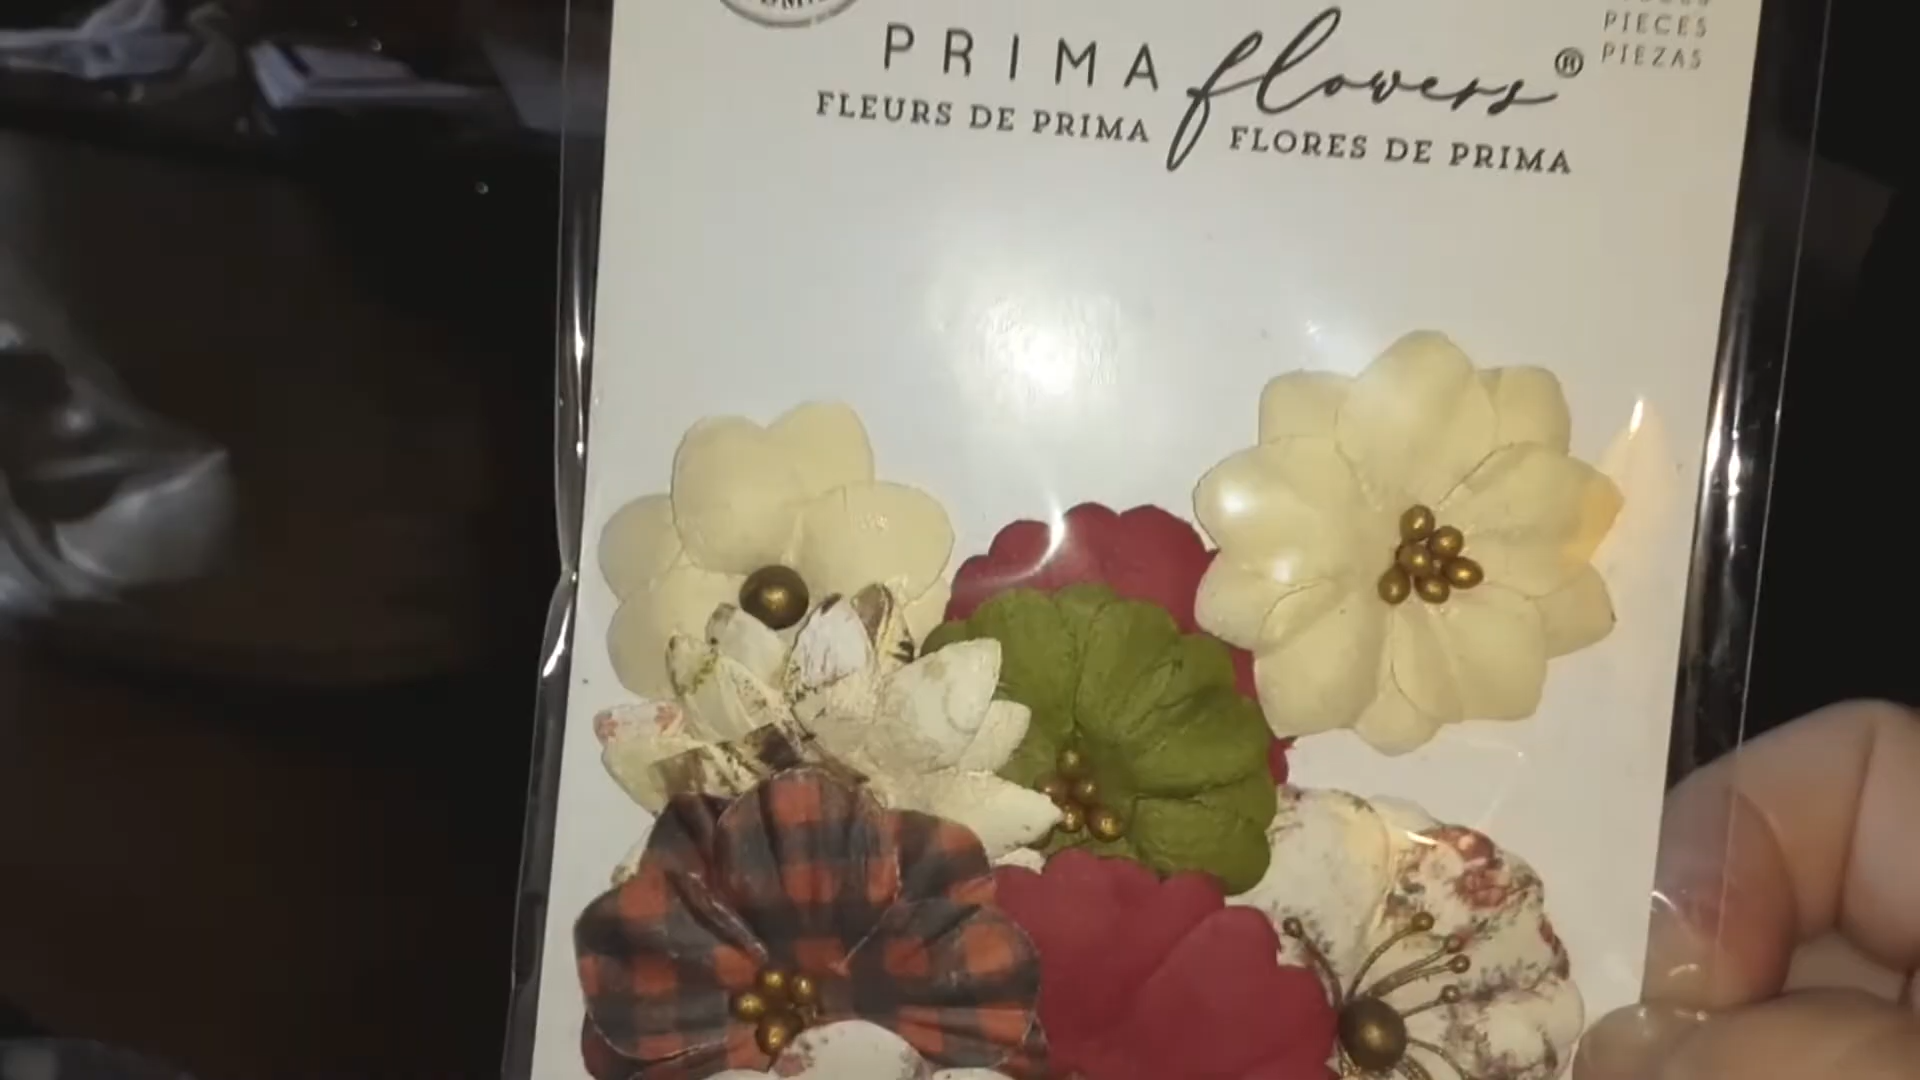 PIECES
PIEZAS
PRIMA flowers®
FLEURS DE PRIMA FLORES DE PRIMA